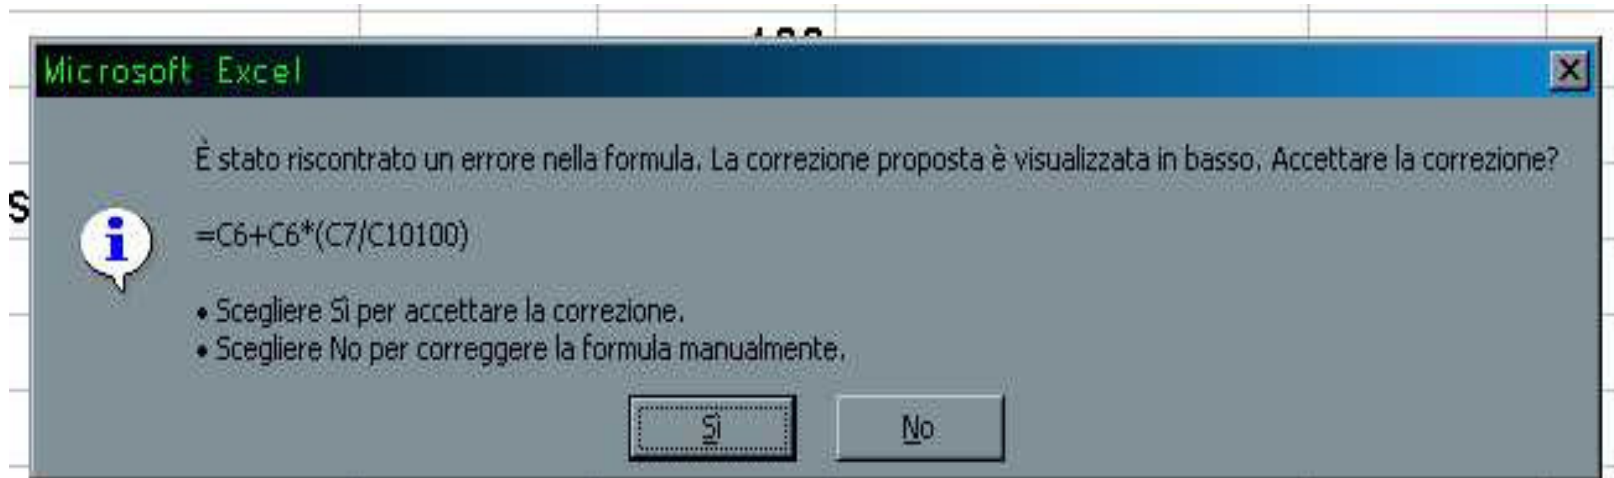 Microsoft Excel
È stato riscontrato un errore nella formula. La correzione proposta è visualizzata in basso. Accettare la correzione?
S
=C6+C6*(C7/C10100)
• Scegliere Sì per accettare la correzione.
• Scegliere No per correggere la formula manualmente.
Sì
No